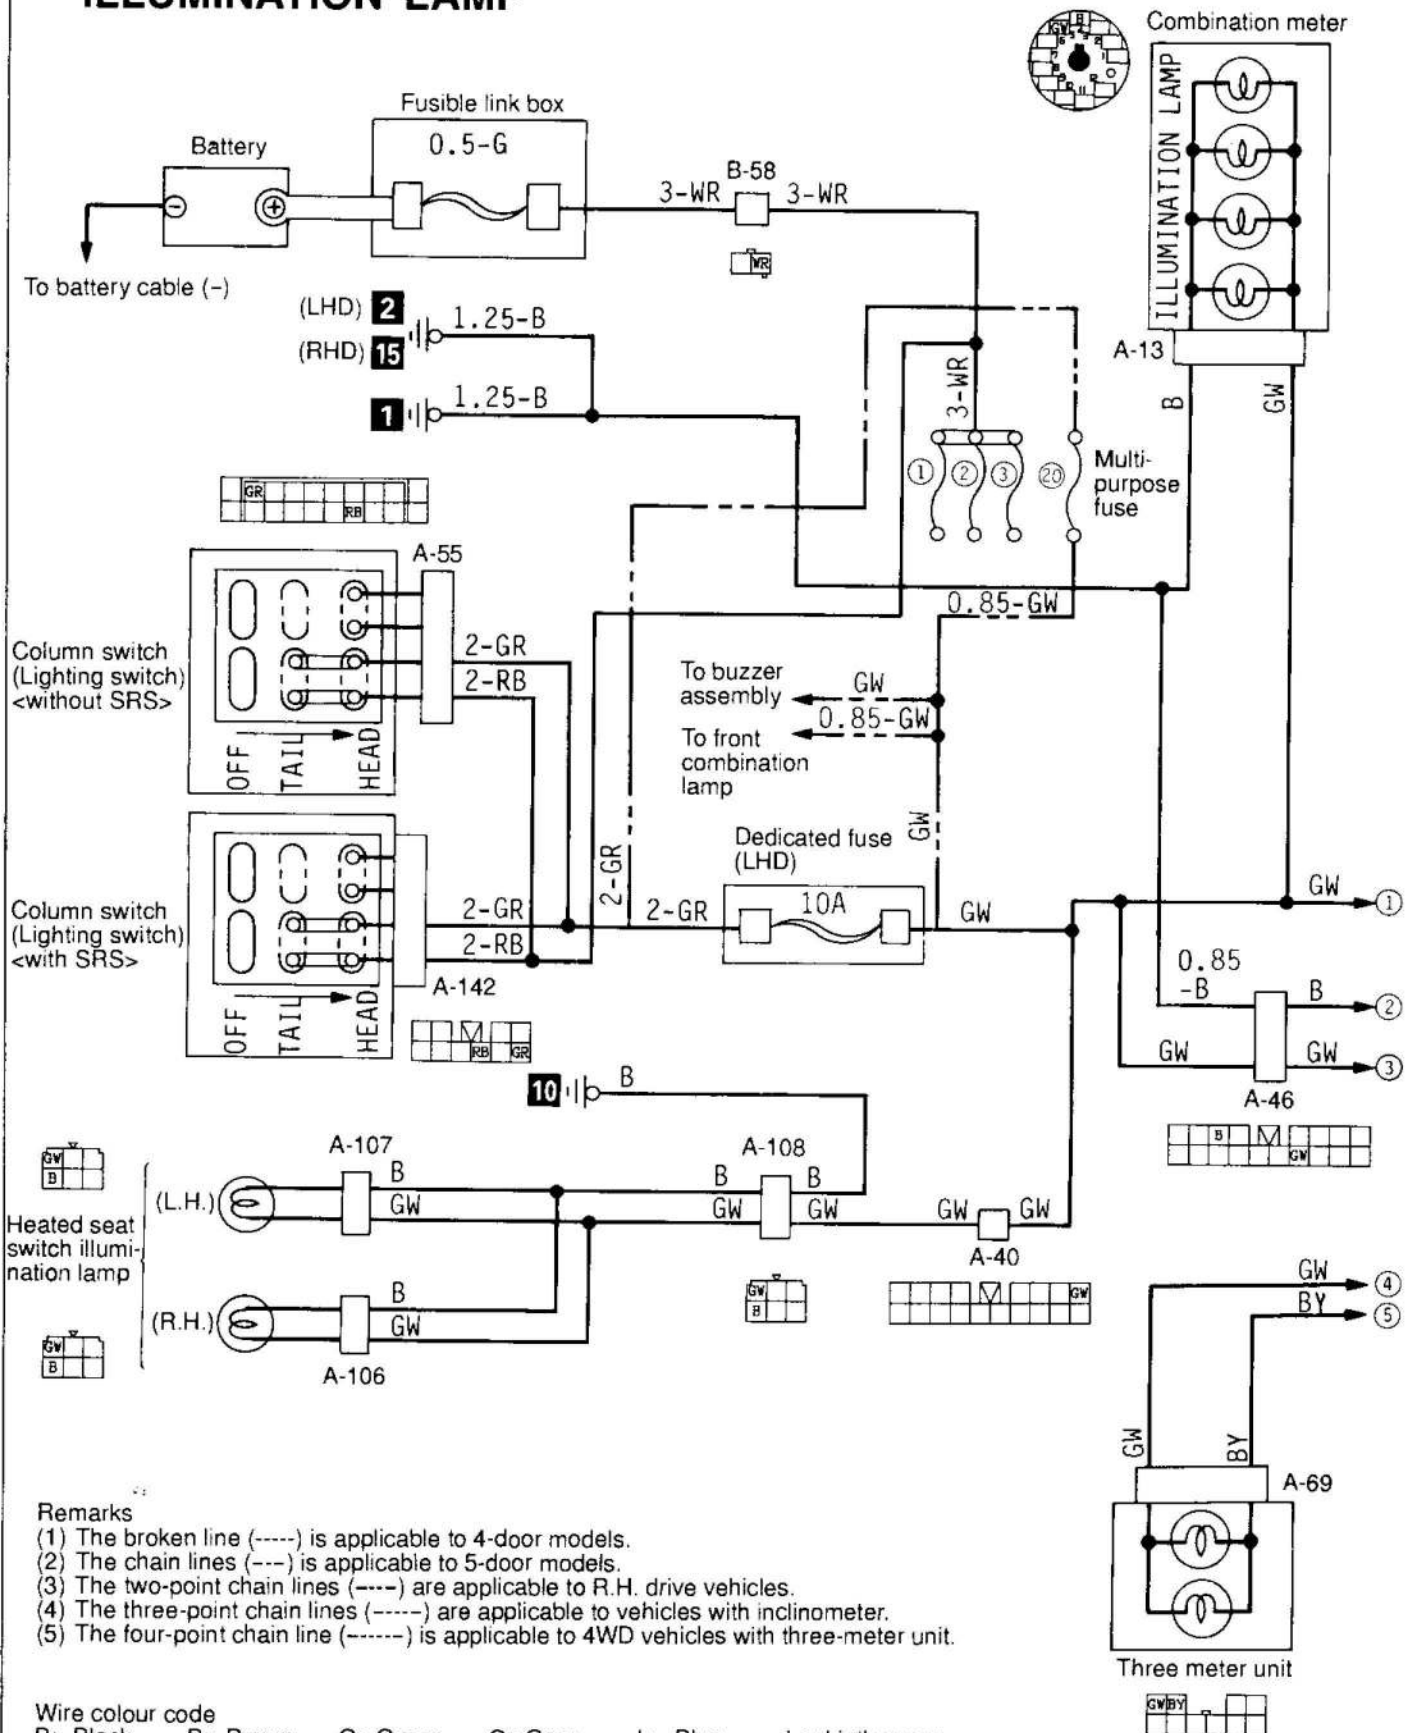 ILLUMINATION LAMP
Combination meter
ILLUMINATION LAMP
Fusible link box
0.5-G
Battery
B-58
3-WR
3-WR
WR
To battery cable (-)
(LHD) 2
1.25-B
(RHD) 15
1
1.25-B
A-13
B
GW
3-WR
1
2
3
20
Multi-
purpose
fuse
GR
RB
A-55
Column switch
(Lighting switch)
<without SRS>
2-GR
2-RB
OFF
TAIL
HEAD
0.85-GW
To buzzer
assembly
GW
0.85-GW
To front
combination
lamp
GW
Dedicated fuse
(LHD)
10A
2-GR
2-GR
GW
GW
1
Column switch
(Lighting switch)
<with SRS>
2-GR
2-RB
A-142
OFF
TAIL
HEAD
RB
GR
0.85
-B
B
2
GW
GW
3
A-46
B
GW
10
B
A-107
A-108
GW
B
(L.H.)
B
GW
B
GW
B
GW
GW
GW
A-40
Heated seat
switch illumi-
nation lamp
(R.H.)
B
GW
A-106
GW
B
GW
B
GW
GW
4
BY
5
GW
BY
A-69
Three meter unit
GW
BY
Remarks
(1) The broken line (-----) is applicable to 4-door models.
(2) The chain lines (----) is applicable to 5-door models.
(3) The two-point chain lines (-----) are applicable to R.H. drive vehicles.
(4) The three-point chain lines (------) are applicable to vehicles with inclinometer.
(5) The four-point chain line (-------) is applicable to 4WD vehicles with three-meter unit.
Wire colour code